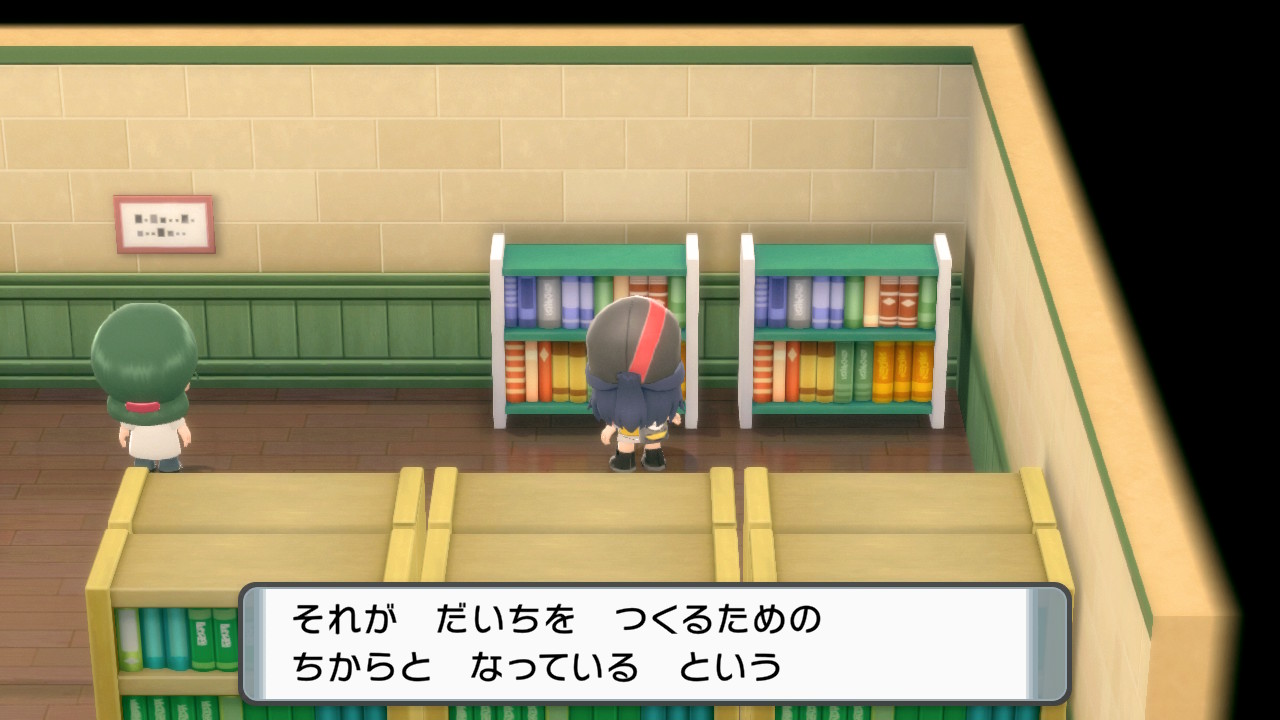 それが　だいちを　つくるための
ちからと　なっている　という